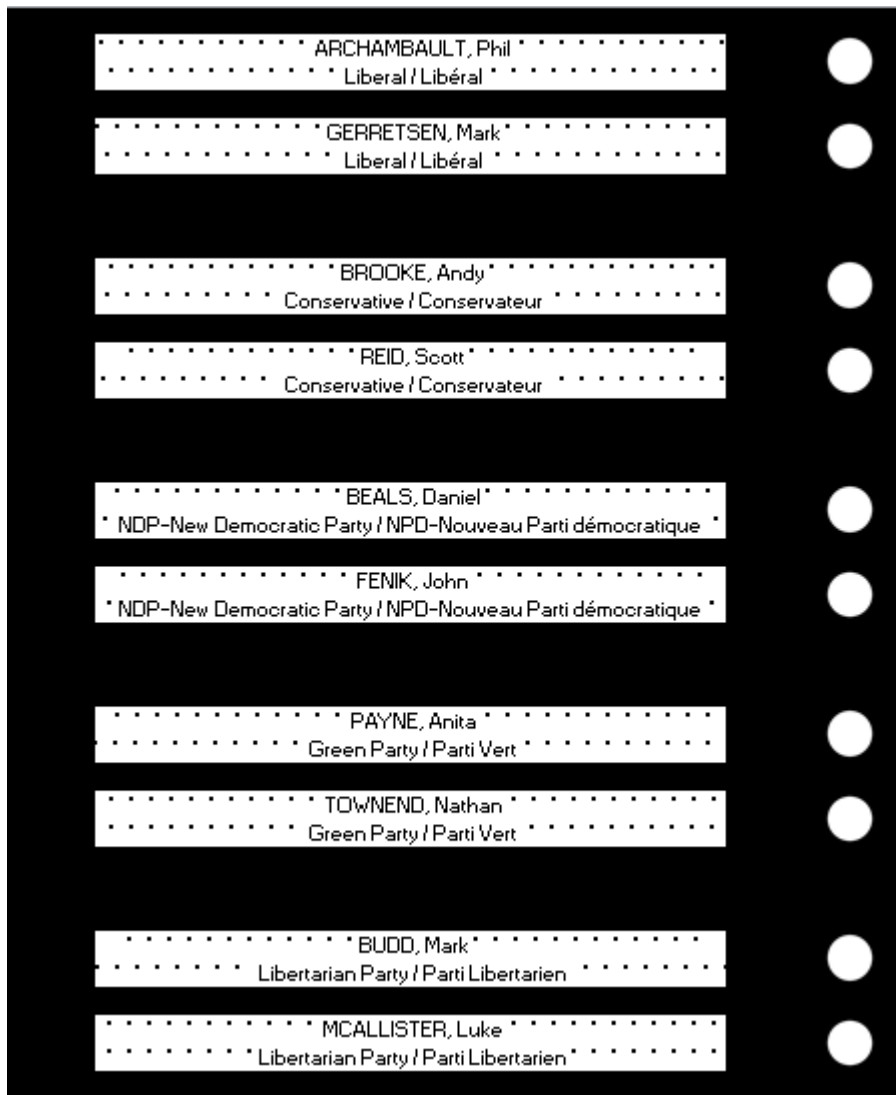 ARCHAMBAULT, Phil
Liberal / Libéral
GERRETSEN, Mark
Liberal / Libéral
BROOKE, Andy
Conservative / Conservateur
REID, Scott
Conservative / Conservateur
BEALS, Daniel
NDP-New Democratic Party / NPD-Nouveau Parti démocratique
FENIK, John
NDP-New Democratic Party / NPD-Nouveau Parti démocratique
PAYNE, Anita
Green Party / Parti Vert
TOWNEND, Nathan
Green Party / Parti Vert
BUDD, Mark
Libertarian Party / Parti Libertarien
MCALLISTER, Luke
Libertarian Party / Parti Libertarien